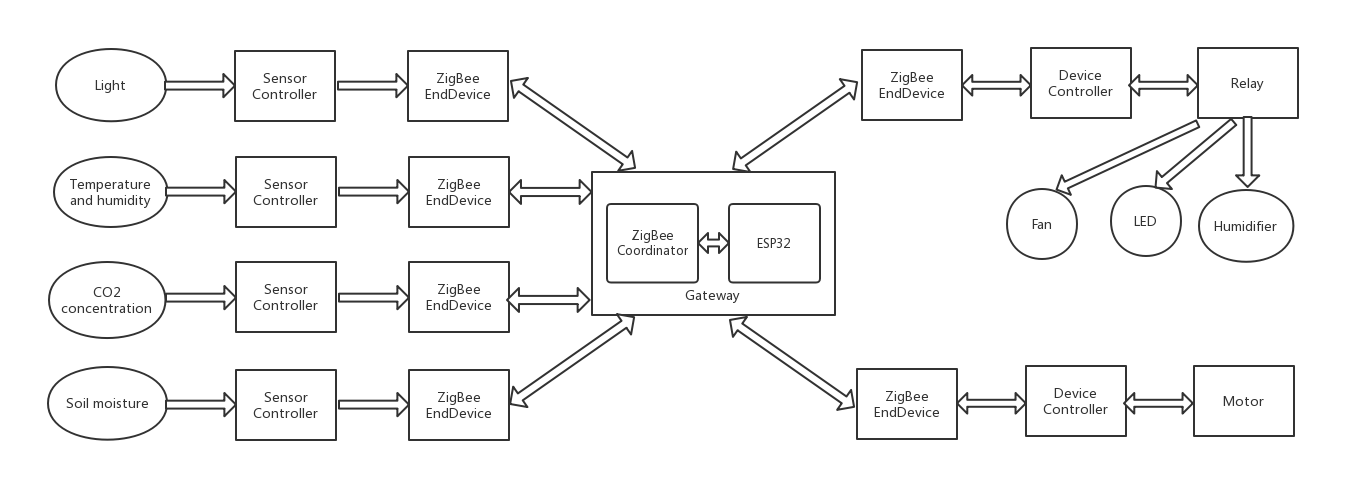 Light
Sensor
Controller
ZigBee
EndDevice
Temperature
and humidity
Sensor
Controller
ZigBee
EndDevice
CO2
concentration
Sensor
Controller
ZigBee
EndDevice
Soil moisture
Sensor
Controller
ZigBee
EndDevice
ZigBee
Coordinator
ESP32
Gateway
ZigBee
EndDevice
Device
Controller
Relay
Fan
LED
Humidifier
ZigBee
EndDevice
Device
Controller
Motor